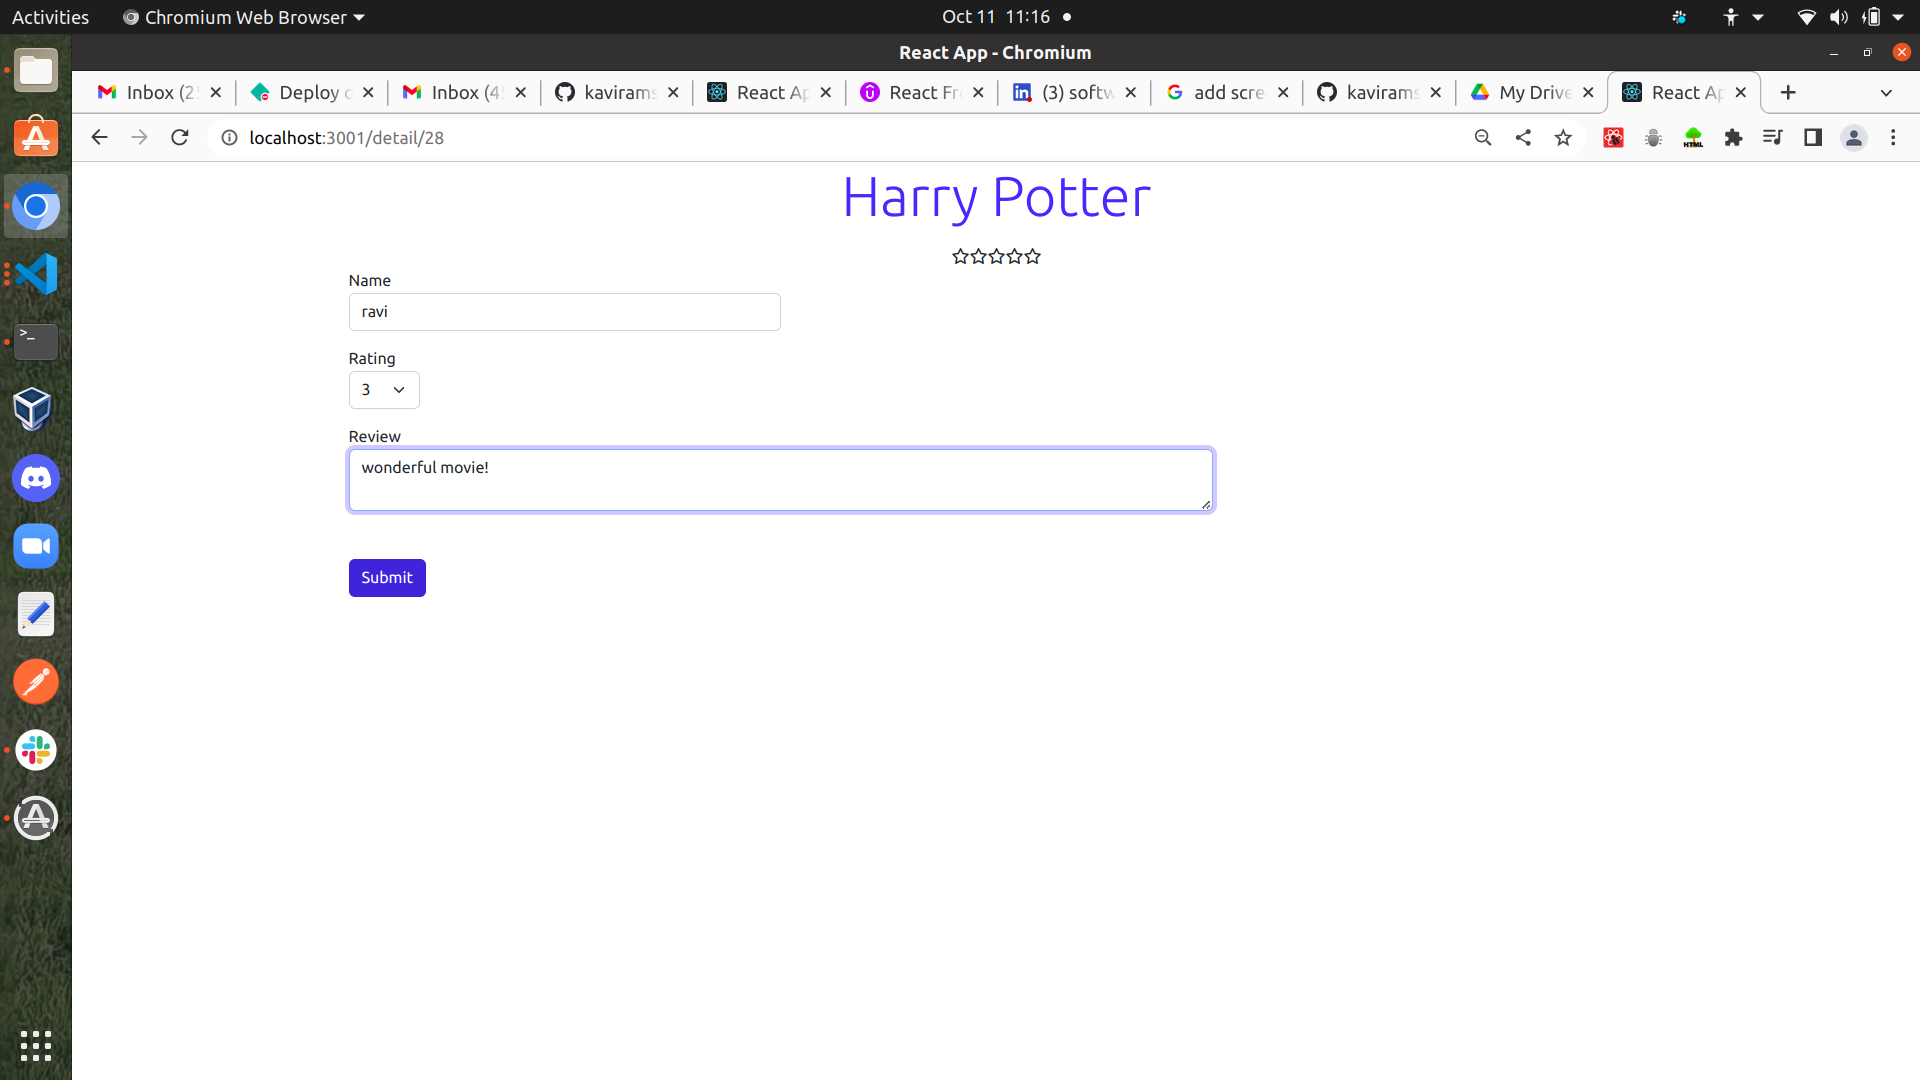 Activities
Chromium Web Browser
Oct 11 11:16
React App - Chromium
Inbox (25
Deploy
Inbox (4
kavirams
React Ap
React Fr
(3) softw
add scre
kavirams
My Drive
React Ap
localhost:3001/detail/28
HTML
Harry Potter
Name
ravi
Rating
3
Review
wonderful movie!
Submit